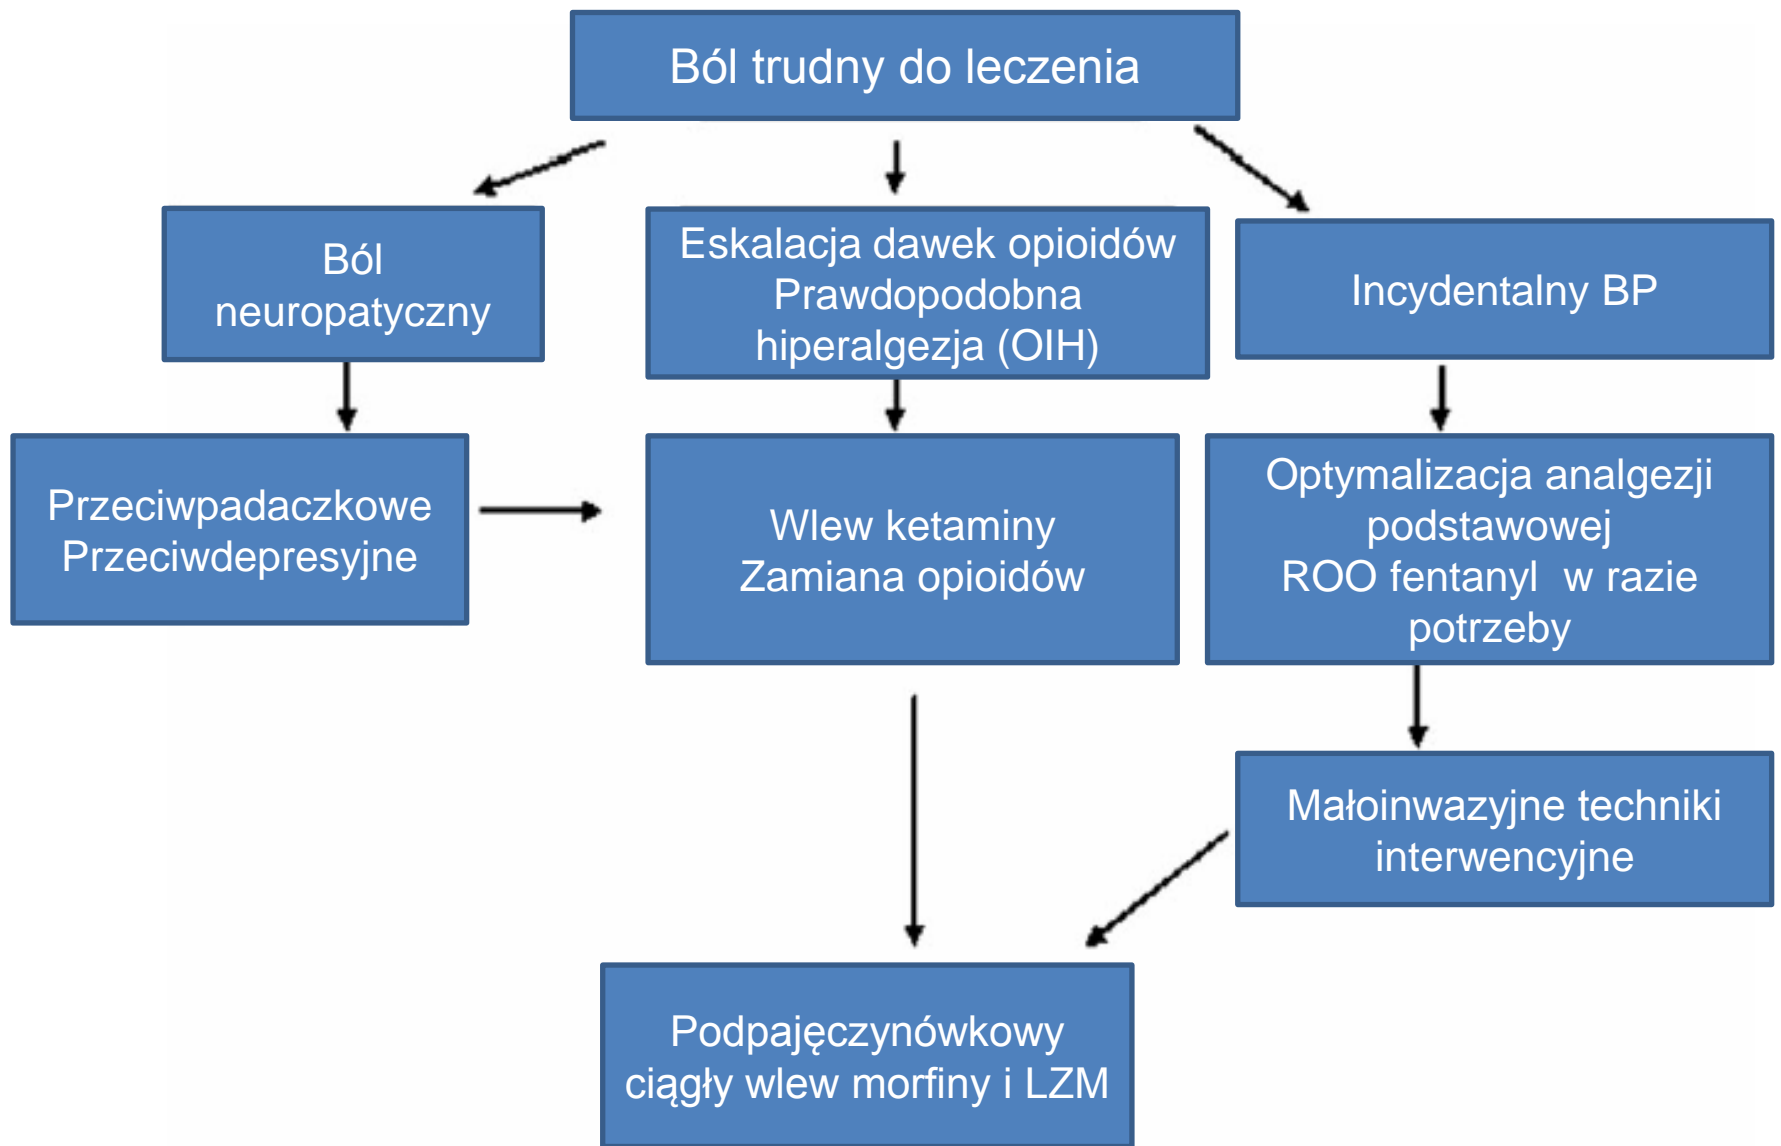 Ból trudny do leczenia
Ból
neuropatyczny
Eskalacja dawek opioidów
Prawdopodobna
hiperalgezja (OIH)
Incydentalny BP
Przeciwpadaczkowe
Przeciwdepresyjne
Wlew ketaminy
Zamiana opioidów
Optymalizacja analgezji
podstawowej
ROO fentanyl  w razie
potrzeby
Małoinwazyjne techniki
interwencyjne
Podpajęczynówkowy
ciągły wlew morfiny i LZM